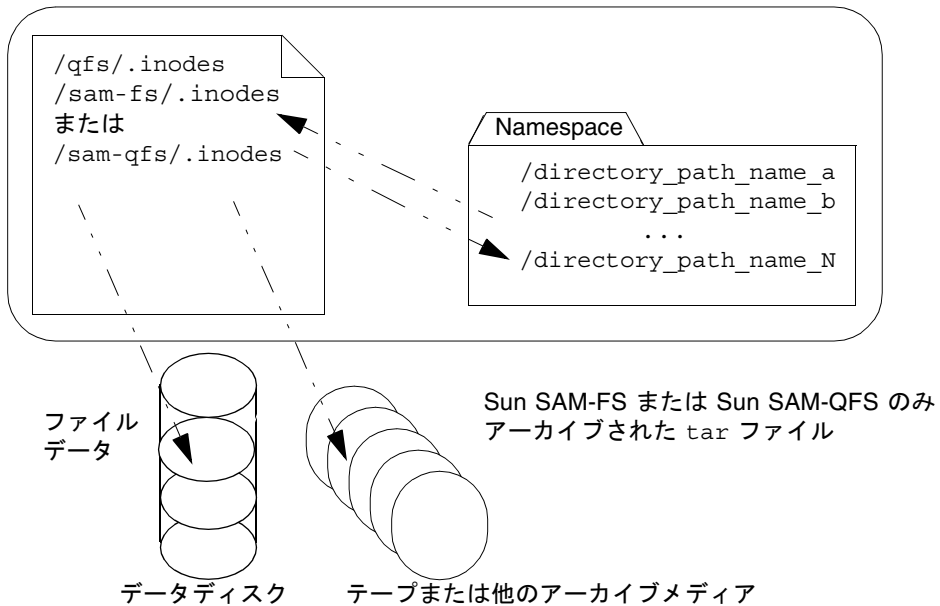 /qfs/.inodes
/sam-fs/.inodes
または
/sam-qfs/.inodes
Namespace
/directory_path_name_a
/directory_path_name_b
...
/directory_path_name_N
ファイル
データ
Sun SAM-FS または Sun SAM-QFS のみ
アーカイブされた tar ファイル
データディスク
テープまたは他のアーカイブメディア